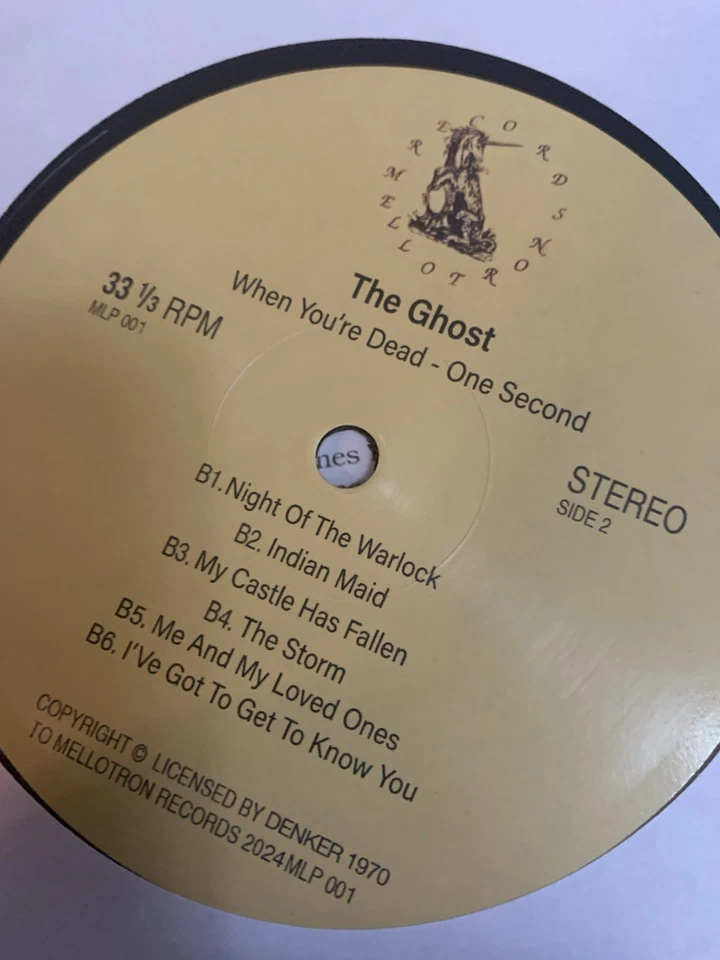 MELLOTRON RECORDS
The Ghost
When You're Dead - One Second
33 ⅓ RPM
MLP 001
STEREO
SIDE 2
nes
B1.Night Of The Warlock
B2. Indian Maid
B3. My Castle Has Fallen
B4. The Storm
B5. Me And My Loved Ones
B6. I'Ve Got To Get To Know You
COPYRIGHT © LICENSED BY DENKER 1970
TO MELLOTRON RECORDS 2024MLP 001